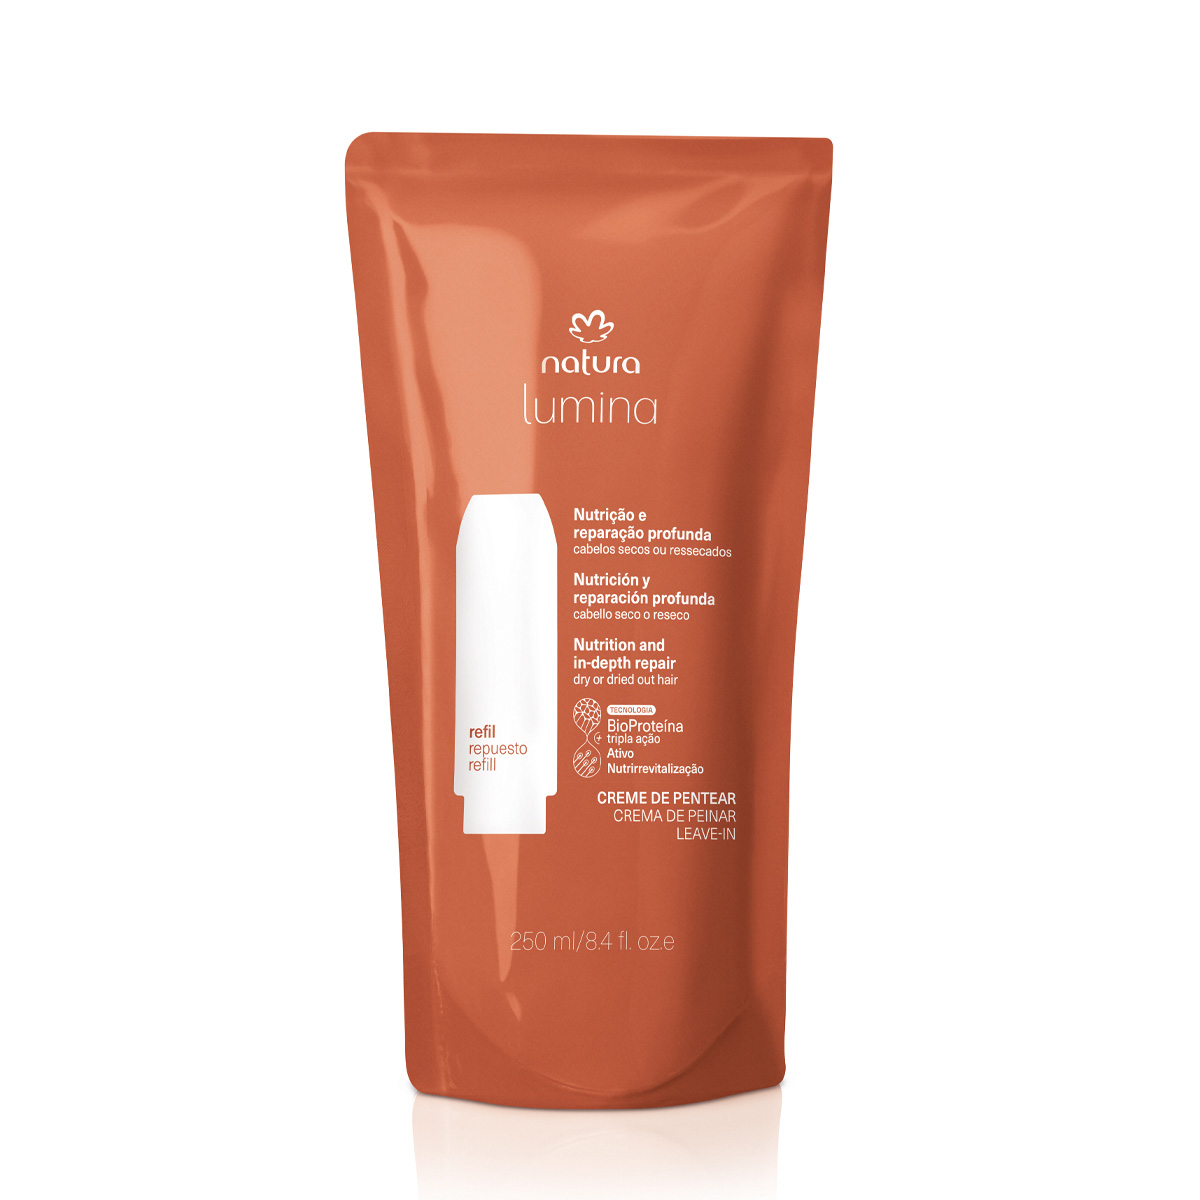 natura
lumina
Nutrição e
reparação profunda
cabelos secos ou ressecados
Nutrición y
reparación profunda
cabello seco o reseco
Nutrition and
in-depth repair
dry or dried out hair
refil
repuesto
refill
TECNOLOGIA
BioProteína
+ tripla ação
Ativo
Nutrirrevitalização
CREME DE PENTEAR
CREMA DE PEINAR
LEAVE-IN
250 ml/8.4 fl. oz.e